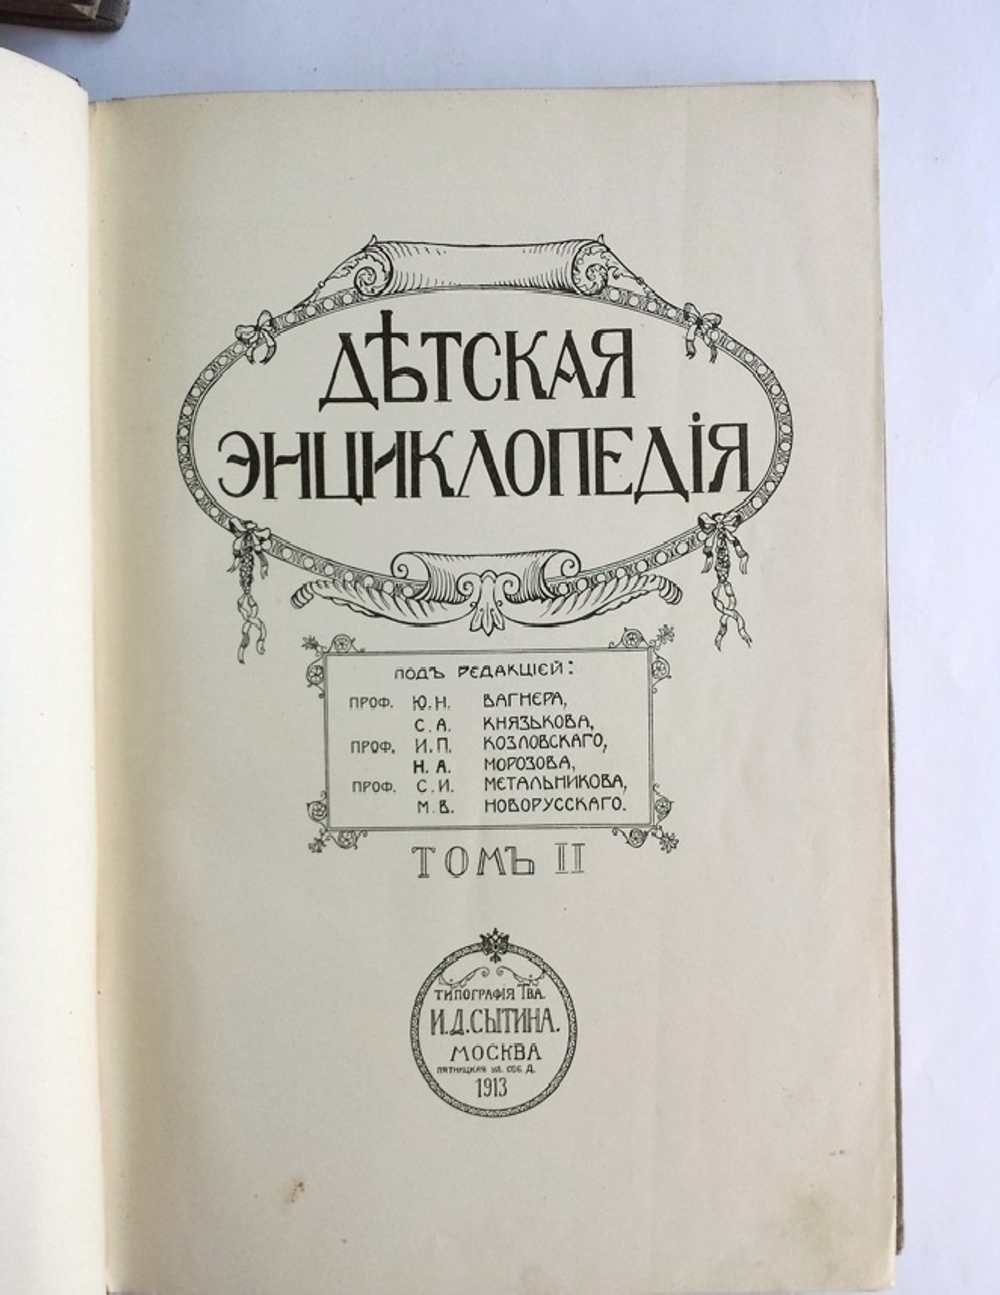 ДѢТСКАЯ
ЭНЦИКЛОПЕДІЯ
ПОДЪ РЕДАКЦІЕЙ:
ПРОФ. Ю. Н. ВАГНЕРА,
С. А. КНЯЗЬКОВА,
ПРОФ. И. П. КОЗЛОВСКАГО,
Н. А. МОРОЗОВА,
ПРОФ. С. И. МЕТАЛЬНИКОВА,
М. В. НОВОРУССКАГО.
ТОМЪ II
ТИПОГРАФІЯ Т-ВА.
И. Д. СЫТИНА.
МОСКВА
ПЯТНИЦКАЯ УЛ. СОБ. Д.
1913